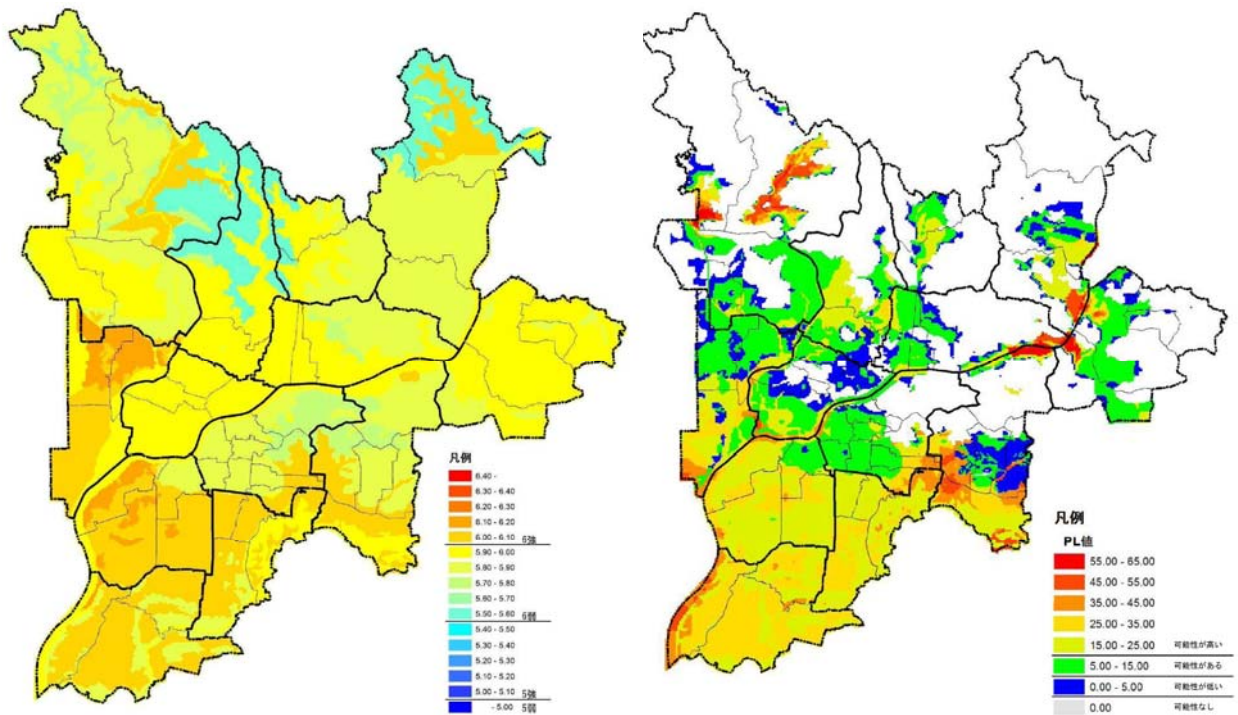 凡例
6.40 -
6.30 - 6.40
6.20 - 6.30
6.10 - 6.20
6.00 - 6.10 6強
5.90 - 6.00
5.80 - 5.90
5.70 - 5.80
5.60 - 5.70
5.50 - 5.60 6弱
5.40 - 5.50
5.30 - 5.40
5.20 - 5.30
5.10 - 5.20
5.00 - 5.10 5強
- 5.00 5弱
凡例
PL値
55.00 - 65.00
45.00 - 55.00
35.00 - 45.00
25.00 - 35.00
15.00 - 25.00 可能性が高い
5.00 - 15.00 可能性がある
0.00 - 5.00 可能性が低い
0.00 可能性なし